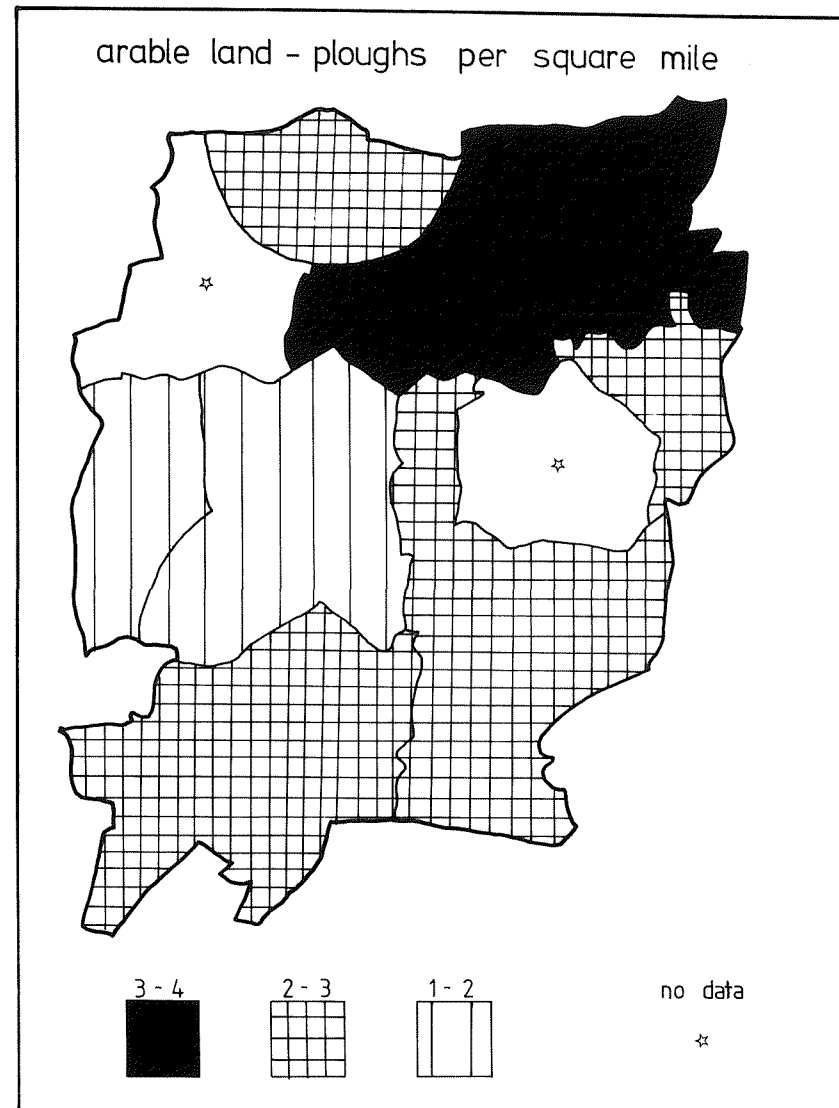 arable land - ploughs per square mile
3 - 4 2 - 3 1 - 2 no data